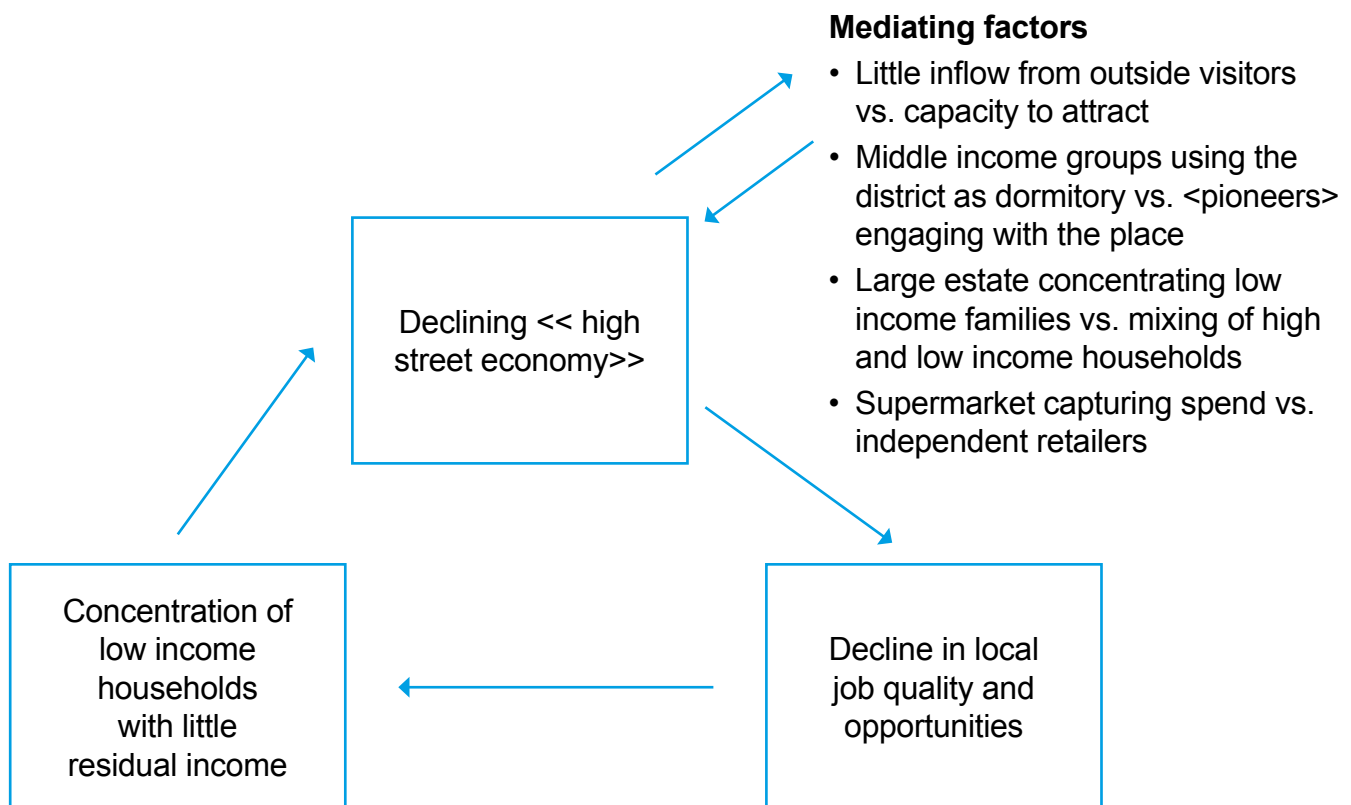 Mediating factors
• Little inflow from outside visitors
vs. capacity to attract
• Middle income groups using the
district as dormitory vs. <pioneers>
engaging with the place
• Large estate concentrating low
income families vs. mixing of high
and low income households
• Supermarket capturing spend vs.
independent retailers
Declining << high
street economy>>
Concentration of
low income
households
with little
residual income
Decline in local
job quality and
opportunities